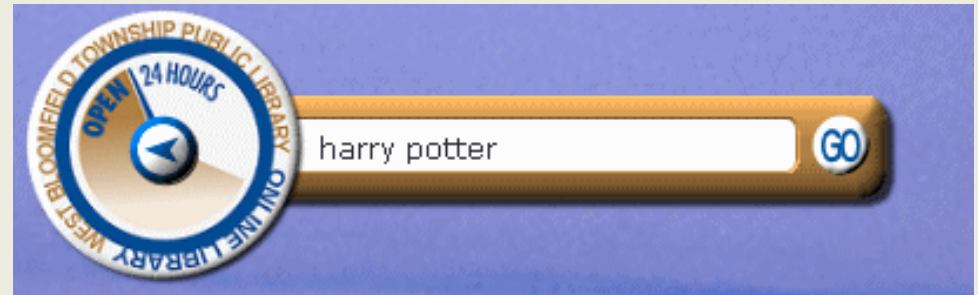 WEST BLOOMFIELD TOWNSHIP PUBLIC LIBRARY
ONLINE LIBRARY
OPEN
24 HOURS
harry potter
GO